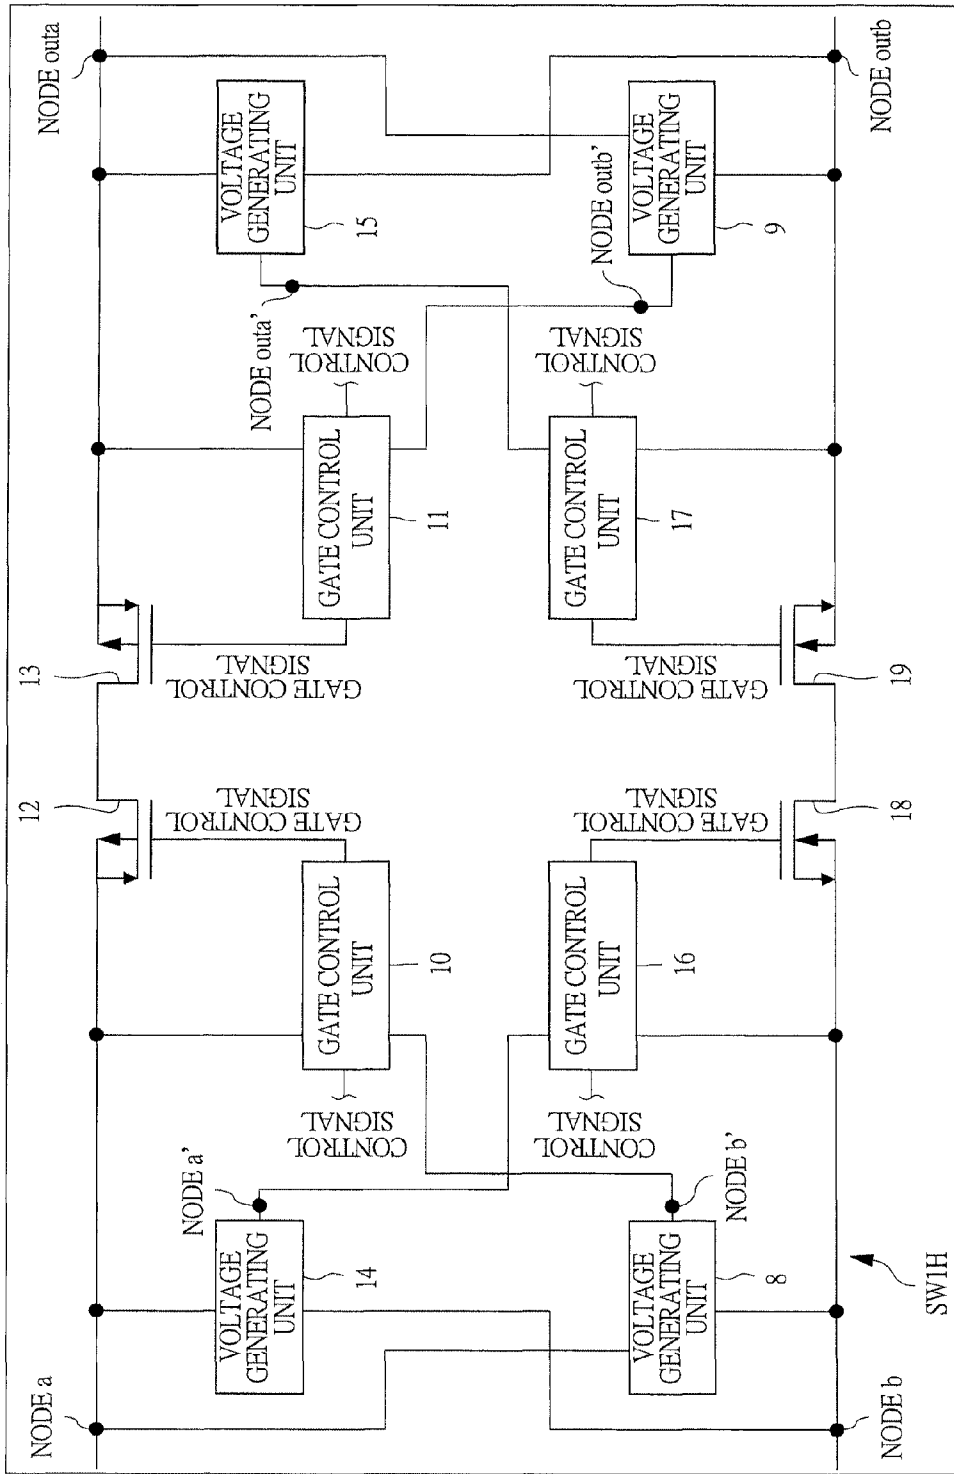 NODE a
NODE b
VOLTAGE
GENERATING
UNIT
14
NODE a'
VOLTAGE
GENERATING
UNIT
8
NODE b'
SW1H
CONTROL
SIGNAL
GATE CONTROL
UNIT
10
CONTROL
SIGNAL
GATE CONTROL
UNIT
16
12
GATE CONTROL
SIGNAL
18
GATE CONTROL
SIGNAL
13
GATE CONTROL
SIGNAL
19
GATE CONTROL
SIGNAL
GATE CONTROL
UNIT
11
CONTROL
SIGNAL
GATE CONTROL
UNIT
17
CONTROL
SIGNAL
NODE outa'
NODE outb'
VOLTAGE
GENERATING
UNIT
15
VOLTAGE
GENERATING
UNIT
9
NODE outa
NODE outb